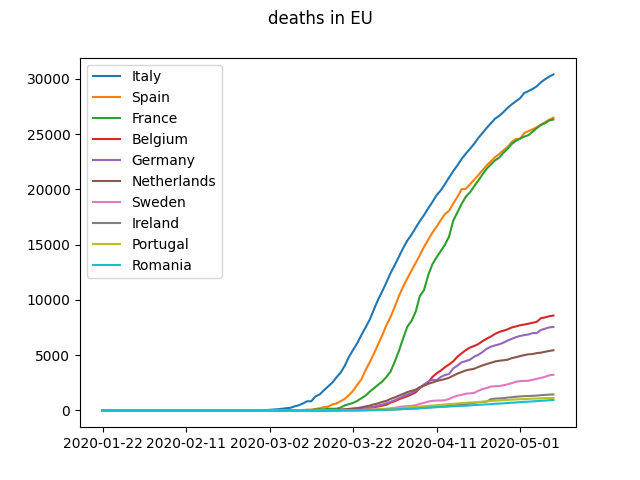 deaths in EU
Italy
Spain
France
Belgium
Germany
Netherlands
Sweden
Ireland
Portugal
Romania
30000
25000
20000
15000
10000
5000
0
2020-01-22 2020-02-11 2020-03-02 2020-03-22 2020-04-11 2020-05-01